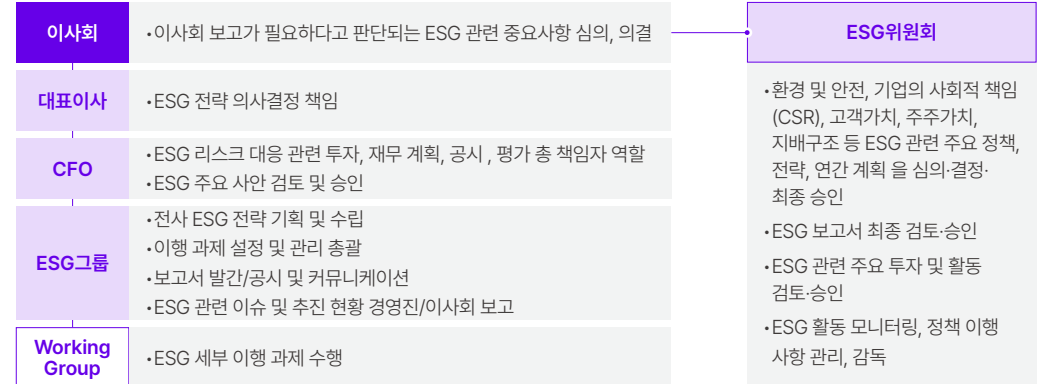 이사회
•이사회 보고가 필요하다고 판단되는 ESG 관련 중요사항 심의, 의결
대표이사
•ESG 전략 의사결정 책임
CFO
•ESG 리스크 대응 관련 투자, 재무 계획, 공시 , 평가 총 책임자 역할
•ESG 주요 사안 검토 및 승인
ESG그룹
•전사 ESG 전략 기획 및 수립
•이행 과제 설정 및 관리 총괄
•보고서 발간/공시 및 커뮤니케이션
•ESG 관련 이슈 및 추진 현황 경영진/이사회 보고
Working
Group
•ESG 세부 이행 과제 수행
ESG위원회
•환경 및 안전, 기업의 사회적 책임
(CSR), 고객가치, 주주가치,
지배구조 등 ESG 관련 주요 정책,
전략, 연간 계획 을 심의·결정·
최종 승인
•ESG 보고서 최종 검토·승인
•ESG 관련 주요 투자 및 활동
검토·승인
•ESG 활동 모니터링, 정책 이행
사항 관리, 감독